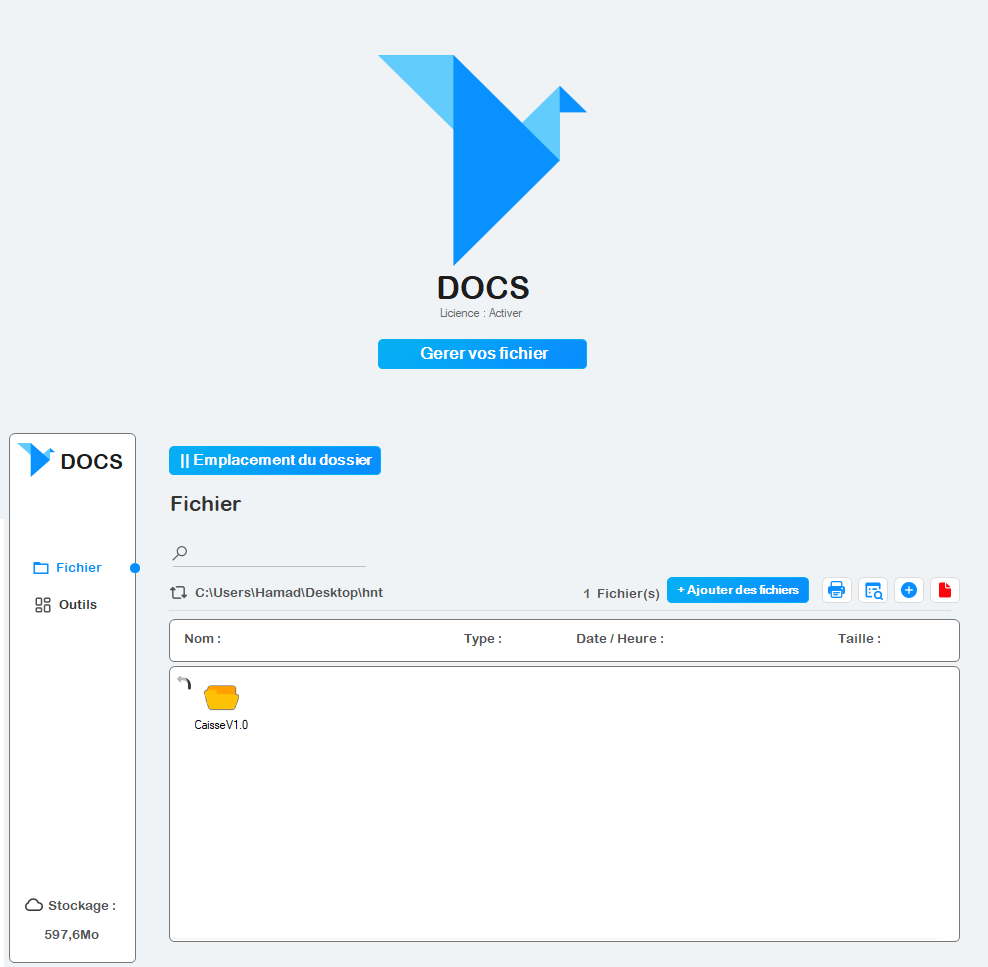 DOCS
Licience : Activer
Gerer vos fichier
DOCS
|| Emplacement du dossier
Fichier
Fichier
C:\Users\Hamad\Desktop\hnt
1 Fichier(s)
+ Ajouter des fichiers
Outils
Nom :
Type :
Date / Heure :
Taille :
CaisseV1.0
Stockage :
597,6Mo